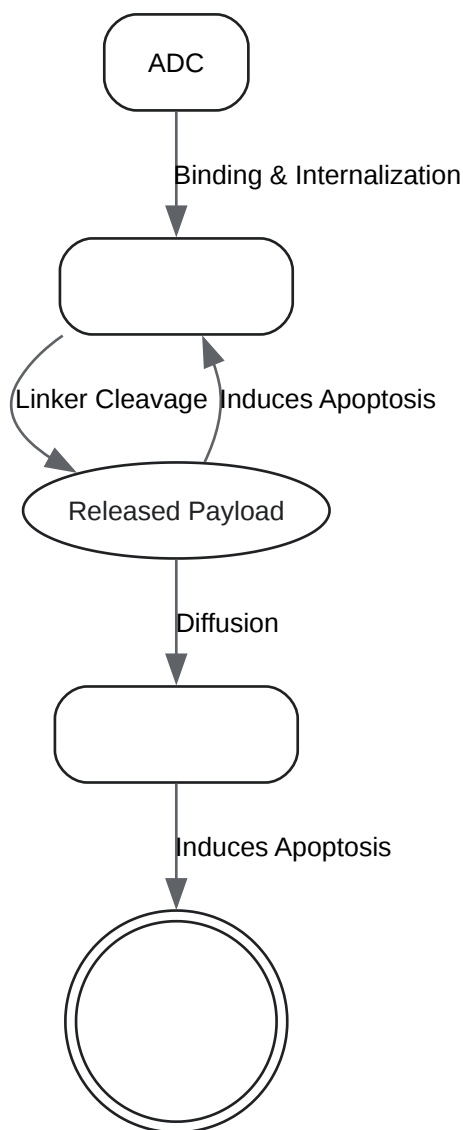 ADC
Binding & Internalization
Linker Cleavage
Induces Apoptosis
Released Payload
Diffusion
Induces Apoptosis